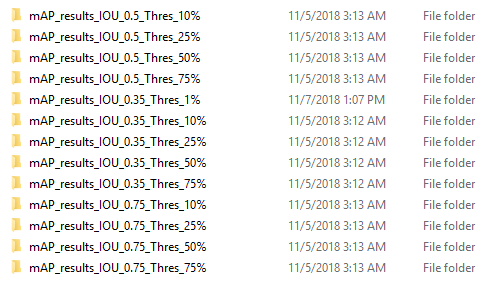 mAP_results_IOU_0.5_Thres_10% 11/5/2018 3:13 AM File folder
mAP_results_IOU_0.5_Thres_25% 11/5/2018 3:13 AM File folder
mAP_results_IOU_0.5_Thres_50% 11/5/2018 3:13 AM File folder
mAP_results_IOU_0.5_Thres_75% 11/5/2018 3:13 AM File folder
mAP_results_IOU_0.35_Thres_1% 11/7/2018 1:07 PM File folder
mAP_results_IOU_0.35_Thres_10% 11/5/2018 3:12 AM File folder
mAP_results_IOU_0.35_Thres_25% 11/5/2018 3:12 AM File folder
mAP_results_IOU_0.35_Thres_50% 11/5/2018 3:12 AM File folder
mAP_results_IOU_0.35_Thres_75% 11/5/2018 3:12 AM File folder
mAP_results_IOU_0.75_Thres_10% 11/5/2018 3:13 AM File folder
mAP_results_IOU_0.75_Thres_25% 11/5/2018 3:13 AM File folder
mAP_results_IOU_0.75_Thres_50% 11/5/2018 3:13 AM File folder
mAP_results_IOU_0.75_Thres_75% 11/5/2018 3:13 AM File folder